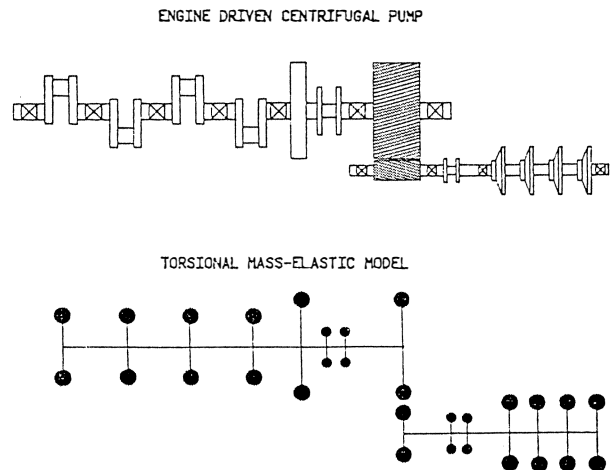 ENGINE DRIVEN CENTRIFUGAL PUMP
TORSIONAL MASS-ELASTIC MODEL